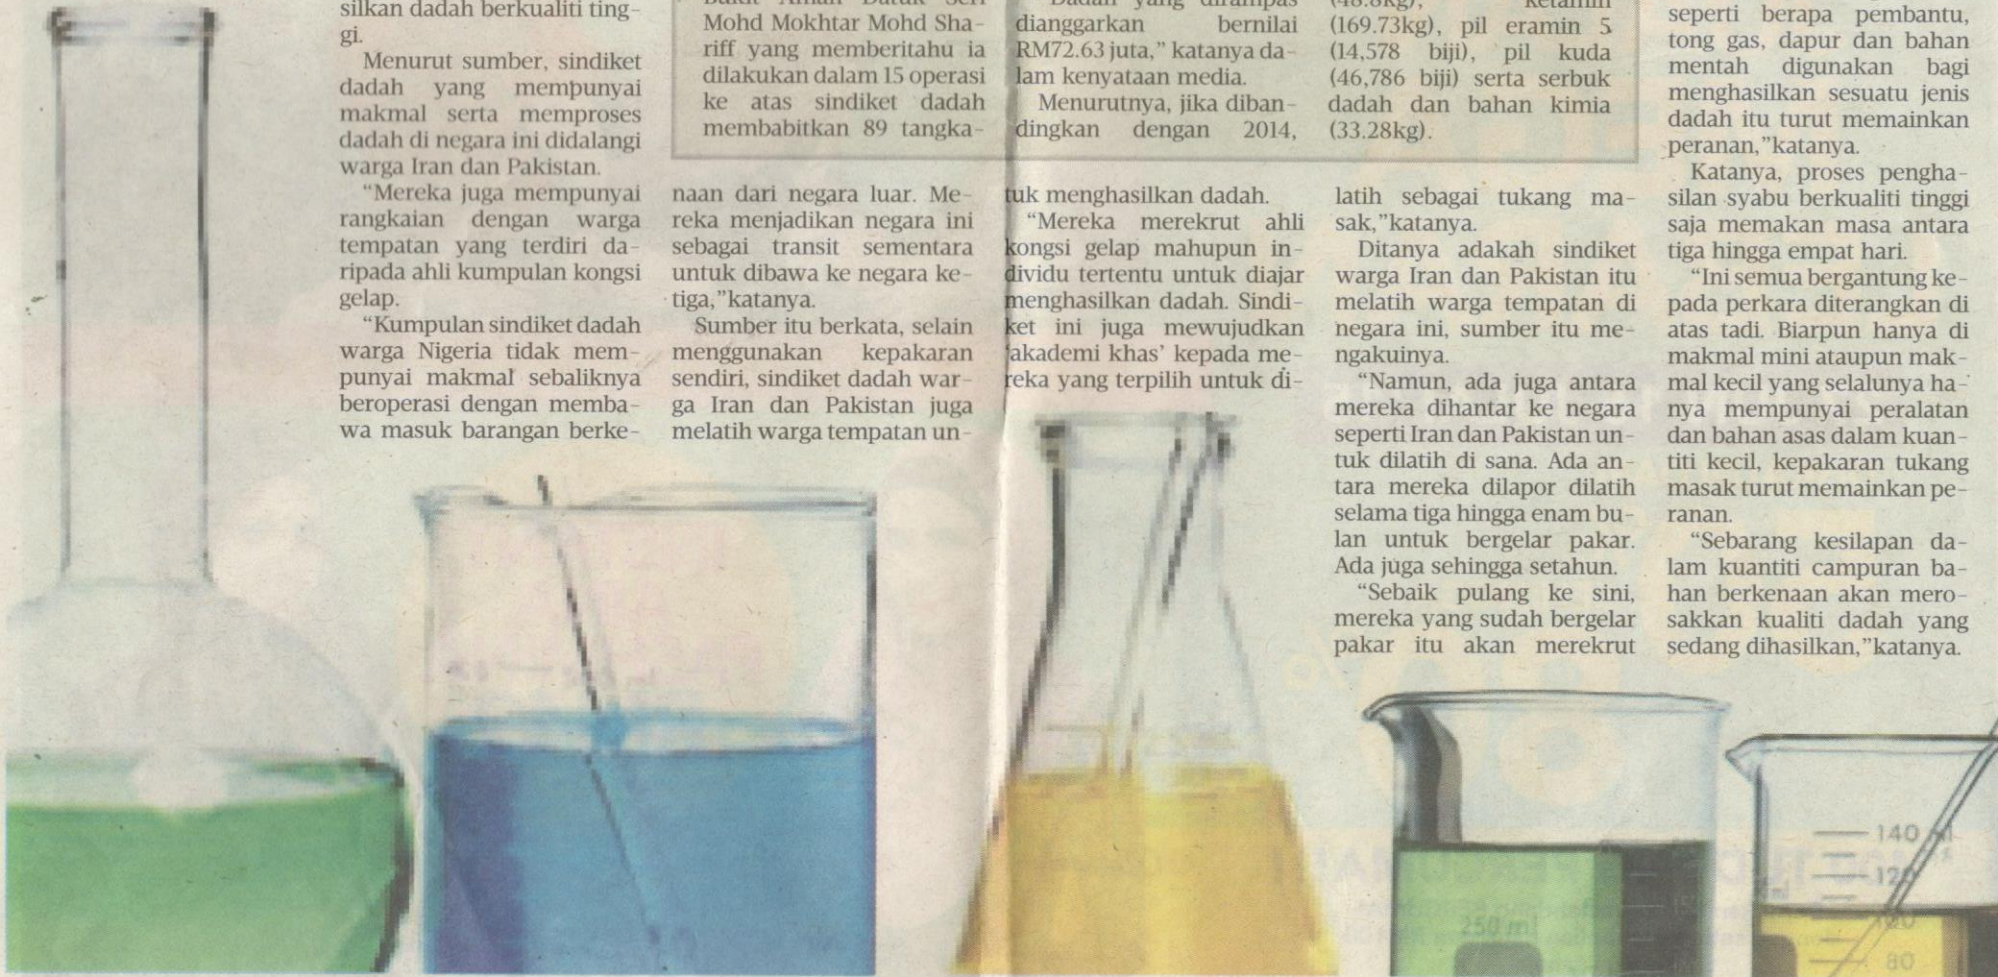 silkan dadah berkualiti ting-
gi.
Menurut sumber, sindiket
dadah yang mempunyai
makmal serta memproses
dadah di negara ini didalangi
warga Iran dan Pakistan.
“Mereka juga mempunyai
rangkaian dengan warga
tempatan yang terdiri da-
ripada ahli kumpulan kongsi
gelap.
“Kumpulan sindiket dadah
warga Nigeria tidak mem-
punyai makmal sebaliknya
beroperasi dengan memba-
wa masuk barangan berke-
Bukit Aman Datuk Seri
Mohd Mokhtar Mohd Sha-
riff yang memberitahu ia
dilakukan dalam 15 operasi
ke atas sindiket dadah
membabitkan 89 tangka-
Dadah yang dirampas
dianggarkan bernilai
RM72.63 juta,” katanya da-
lam kenyataan media.
Menurutnya, jika diban-
dingkan dengan 2014,
ketamin
(169.73kg), pil eramin 5
(14,578 biji), pil kuda
(46,786 biji) serta serbuk
dadah dan bahan kimia
(33.28kg).
naan dari negara luar. Me-
reka menjadikan negara ini
sebagai transit sementara
untuk dibawa ke negara ke-
tiga,”katanya.
Sumber itu berkata, selain
menggunakan kepakaran
sendiri, sindiket dadah war-
ga Iran dan Pakistan juga
melatih warga tempatan un-
tuk menghasilkan dadah.
“Mereka merekrut ahli
kongsi gelap mahupun in-
dividu tertentu untuk diajar
menghasilkan dadah. Sindi-
ket ini juga mewujudkan
‘akademi khas’ kepada me-
reka yang terpilih untuk di-
latih sebagai tukang ma-
sak,”katanya.
Ditanya adakah sindiket
warga Iran dan Pakistan itu
melatih warga tempatan di
negara ini, sumber itu me-
ngakuinya.
“Namun, ada juga antara
mereka dihantar ke negara
seperti Iran dan Pakistan un-
tuk dilatih di sana. Ada an-
tara mereka dilapor dilatih
selama tiga hingga enam bu-
lan untuk bergelar pakar.
Ada juga sehingga setahun.
“Sebaik pulang ke sini,
mereka yang sudah bergelar
pakar itu akan merekrut
seperti berapa pembantu,
tong gas, dapur dan bahan
mentah digunakan bagi
menghasilkan sesuatu jenis
dadah itu turut memainkan
peranan,”katanya.
Katanya, proses pengha-
silan syabu berkualiti tinggi
saja memakan masa antara
tiga hingga empat hari.
“Ini semua bergantung ke-
pada perkara diterangkan di
atas tadi. Biarpun hanya di
makmal mini ataupun mak-
mal kecil yang selalunya ha-
nya mempunyai peralatan
dan bahan asas dalam kuan-
titi kecil, kepakaran tukang
masak turut memainkan pe-
ranan.
“Sebarang kesilapan da-
lam kuantiti campuran ba-
han berkenaan akan mero-
sakkan kualiti dadah yang
sedang dihasilkan,”katanya.
250 ml
140 ml
120
100
80